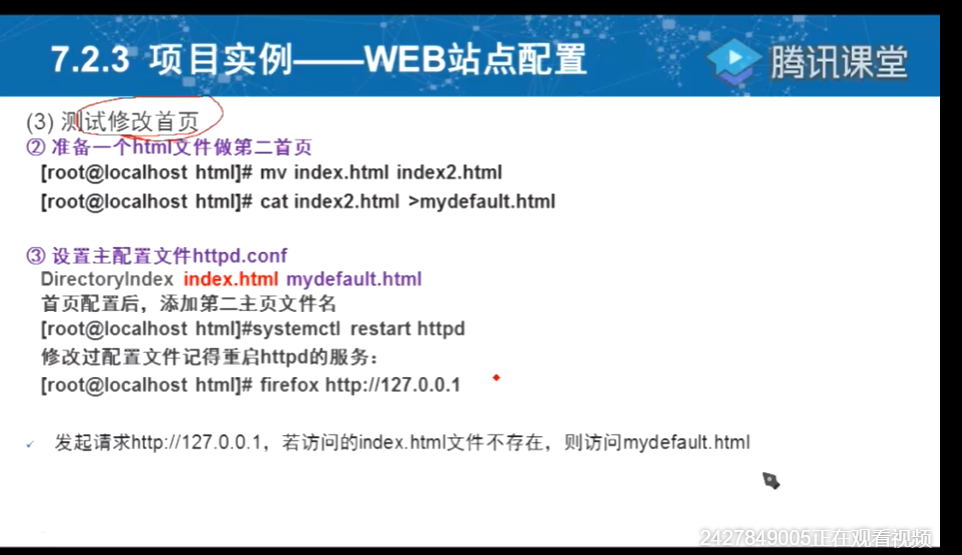 7.2.3 项目实例——WEB站点配置
腾讯课堂
(3) 测试修改首页
② 准备一个html文件做第二首页
[root@localhost html]# mv index.html index2.html
[root@localhost html]# cat index2.html >mydefault.html
③ 设置主配置文件httpd.conf
DirectoryIndex index.html mydefault.html
首页配置后，添加第二主页文件名
[root@localhost html]#systemctl restart httpd
修改过配置文件记得重启httpd的服务：
[root@localhost html]# firefox http://127.0.0.1
✓ 发起请求http://127.0.0.1，若访问的index.html文件不存在，则访问mydefault.html
2427849005正在观看视频